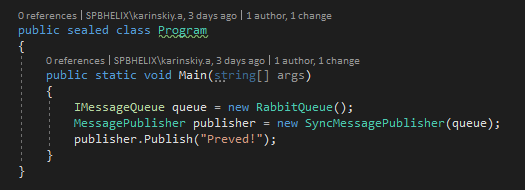 0 references | SPBHELIX\karinskiy.a, 3 days ago | 1 author, 1 change
public sealed class Program
{
0 references | SPBHELIX\karinskiy.a, 3 days ago | 1 author, 1 change
public static void Main(string[] args)
{
IMessageQueue queue = new RabbitQueue();
MessagePublisher publisher = new SyncMessagePublisher(queue);
publisher.Publish("Preved!");
}
}